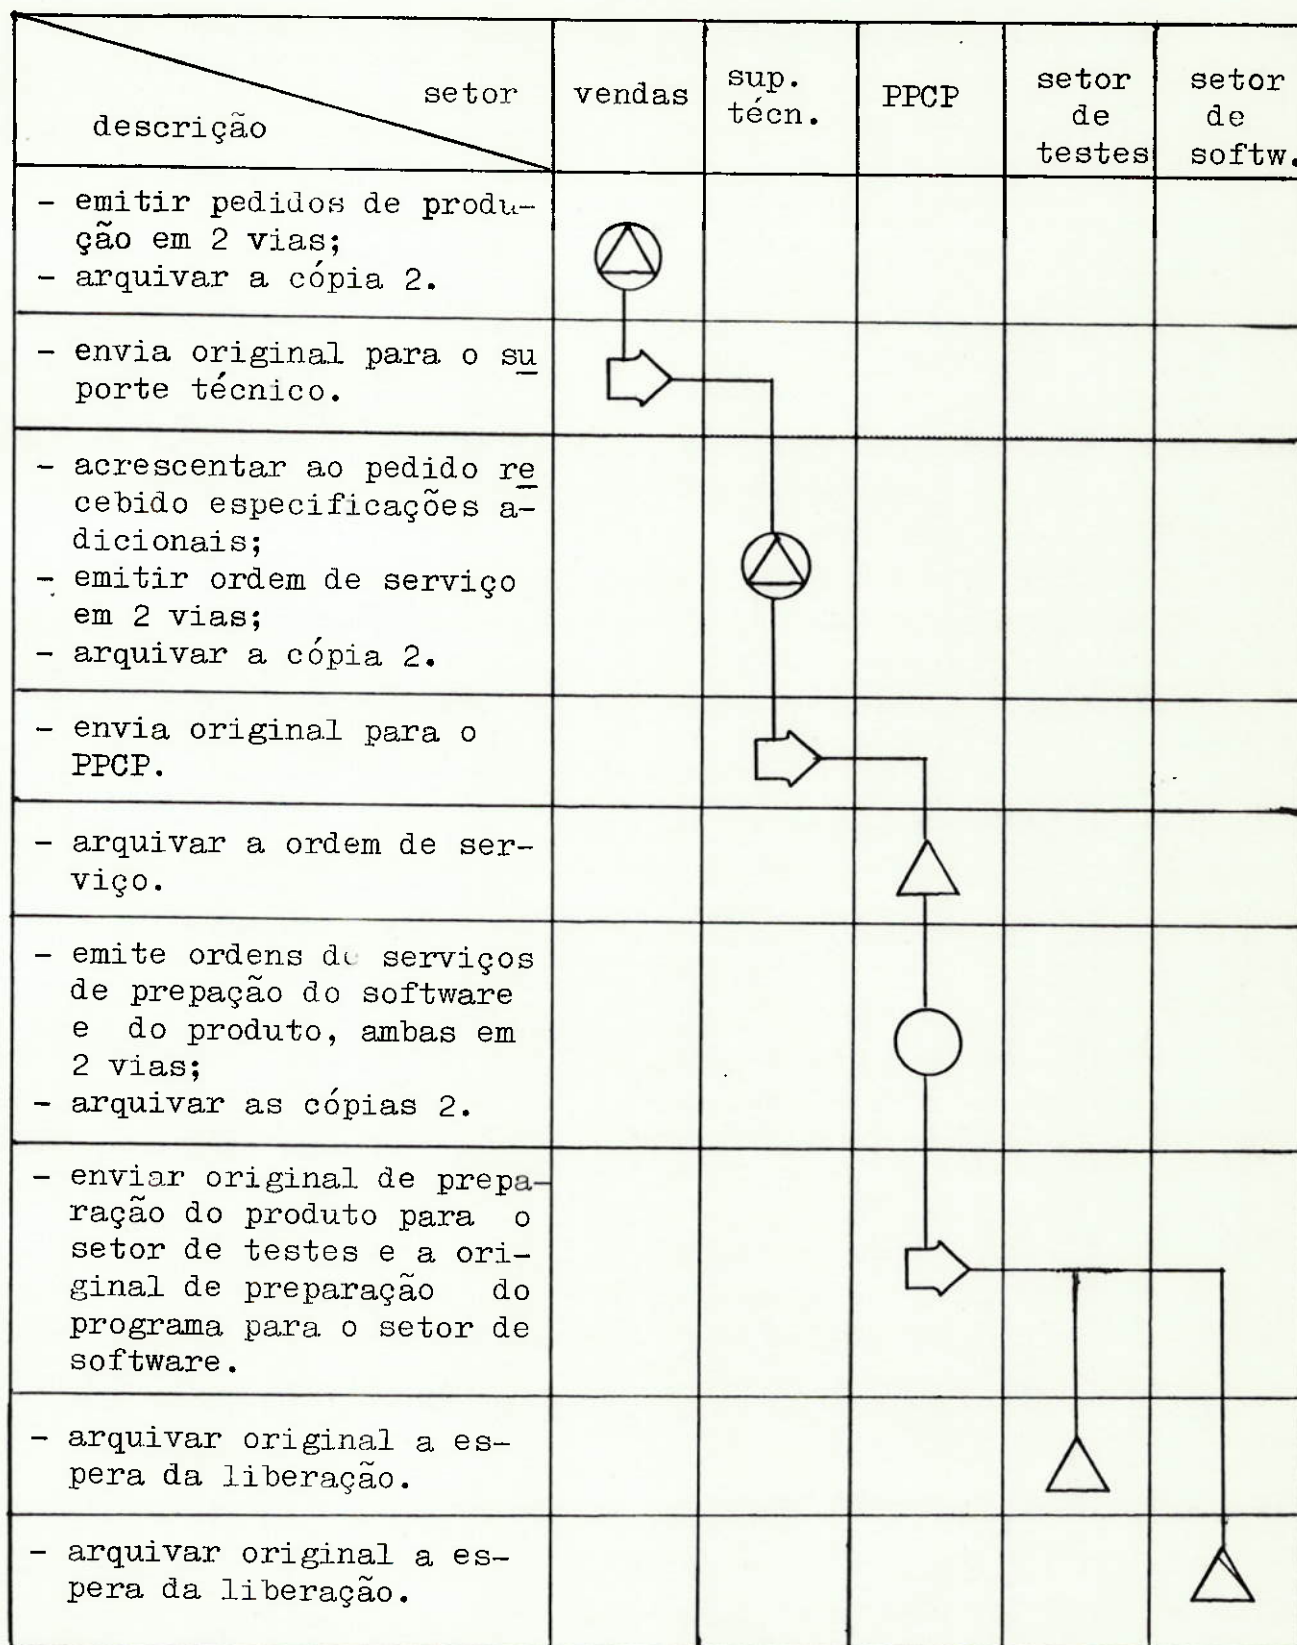 setor
descrição
vendas
sup.
técn.
PPCP
setor
de
testes
setor
de
softw.
- emitir pedidos de produ-
ção em 2 vias;
- arquivar a cópia 2.
- envia original para o su
porte técnico.
- acrescentar ao pedido re
cebido especificações a-
dicionais;
- emitir ordem de serviço
em 2 vias;
- arquivar a cópia 2.
- envia original para o
PPCP.
- arquivar a ordem de ser-
viço.
- emite ordens de serviços
de prepação do software
e do produto, ambas em
2 vias;
- arquivar as cópias 2.
- enviar original de prepa-
ração do produto para o
setor de testes e a ori-
ginal de preparação do
programa para o setor de
software.
- arquivar original a es-
pera da liberação.
- arquivar original a es-
pera da liberação.